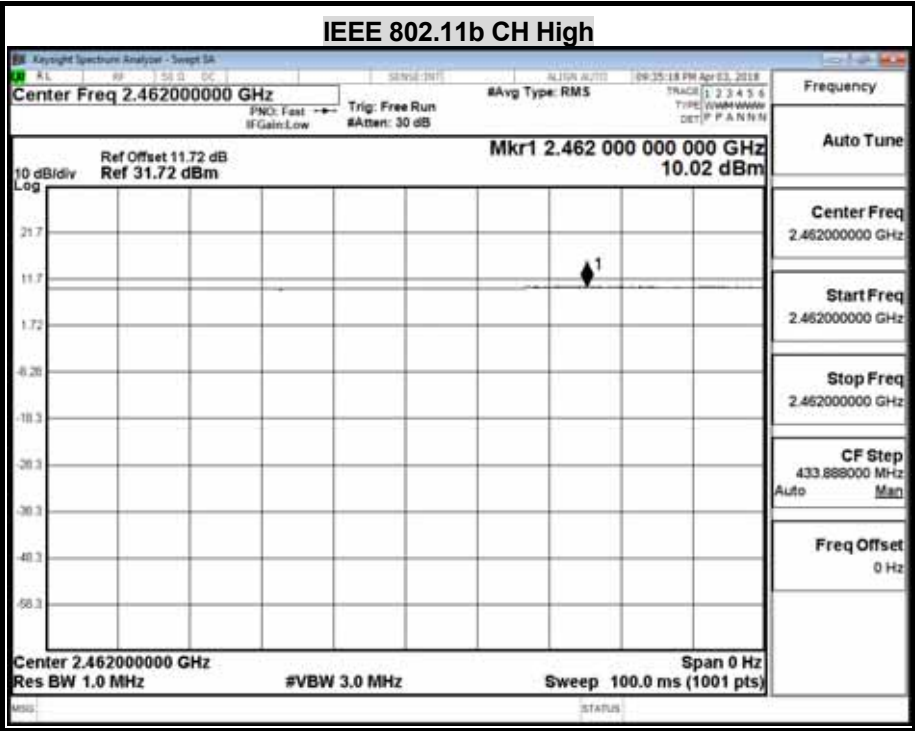 IEEE 802.11b CH High
Keysight Spectrum Analyzer - Swept SA
RL RF 50 Ω DC SENSE:INT ALIGN AUTO 09:35:18 PM Apr 03, 2018
Center Freq 2.462000000 GHz
PNO: Fast
IFGain:Low
Trig: Free Run
#Atten: 30 dB
#Avg Type: RMS
TRACE 1 2 3 4 5 6
TYPE
DET P P A N N N
Mkr1 2.462 000 000 000 GHz
10.02 dBm
Ref Offset 11.72 dB
Ref 31.72 dBm
10 dB/div
Log
21.7
11.7
1.72
-8.28
-18.3
-28.3
-38.3
-48.3
-58.3
1
Center 2.462000000 GHz
Span 0 Hz
Res BW 1.0 MHz
#VBW 3.0 MHz
Sweep 100.0 ms (1001 pts)
MSG
STATUS
Frequency
Auto Tune
Center Freq
2.462000000 GHz
Start Freq
2.462000000 GHz
Stop Freq
2.462000000 GHz
CF Step
433.888000 MHz
Auto Man
Freq Offset
0 Hz